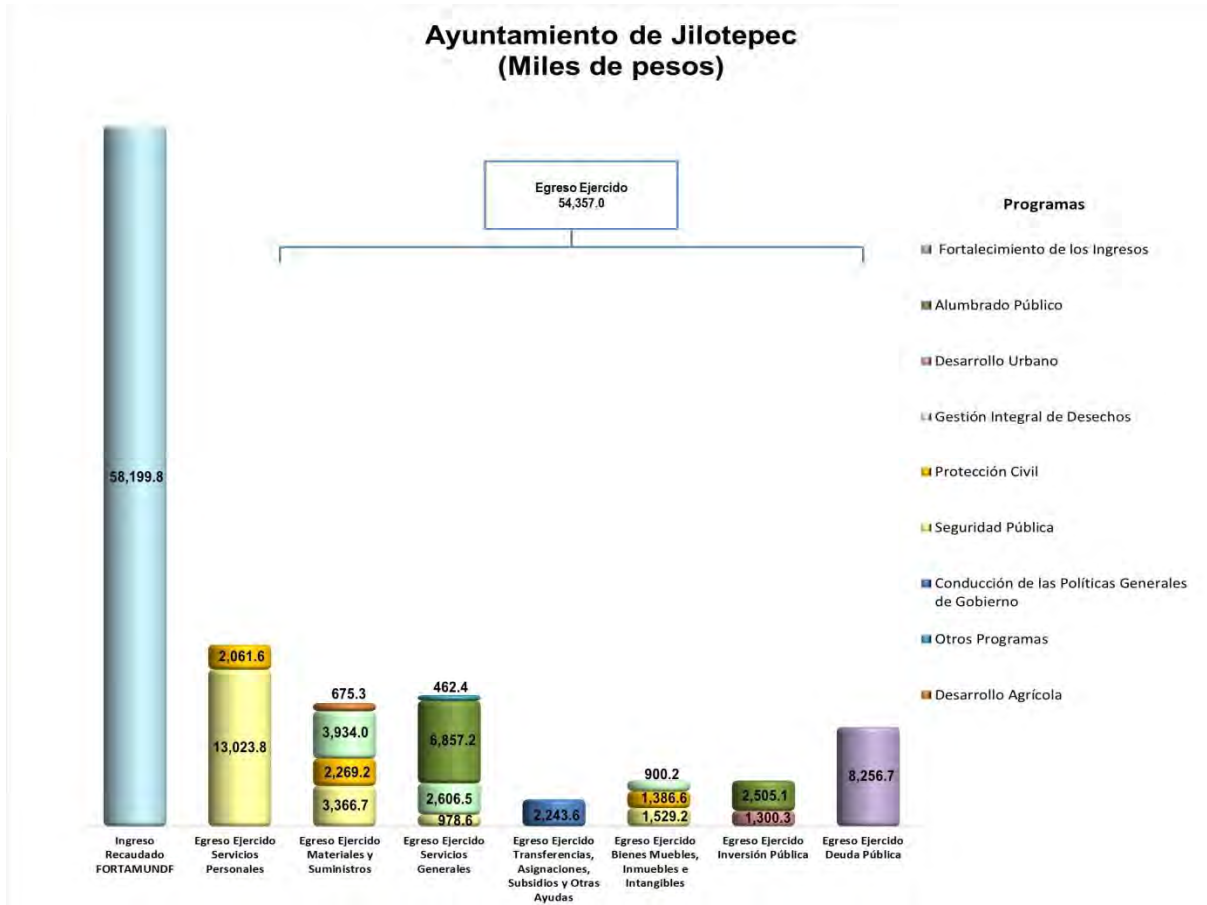 Ayuntamiento de Jilotepec
(Miles de pesos)
Egreso Ejercido
54,357.0
Programas
Fortalecimiento de los Ingresos
Alumbrado Público
Desarrollo Urbano
Gestión Integral de Desechos
Protección Civil
Seguridad Pública
Conducción de las Políticas Generales
de Gobierno
Otros Programas
Desarrollo Agrícola
58,199.8
2,061.6
13,023.8
675.3
3,934.0
2,269.2
3,366.7
462.4
6,857.2
2,606.5
978.6
2,243.6
900.2
1,386.6
1,529.2
2,505.1
1,300.3
8,256.7
Ingreso
Recaudado
FORTAMUNDF
Egreso Ejercido
Servicios
Personales
Egreso Ejercido
Materiales y
Suministros
Egreso Ejercido
Servicios
Generales
Egreso Ejercido
Transferencias,
Asignaciones,
Subsidios y Otras
Ayudas
Egreso Ejercido
Bienes Muebles,
Inmuebles e
Intangibles
Egreso Ejercido
Inversión Pública
Egreso Ejercido
Deuda Pública